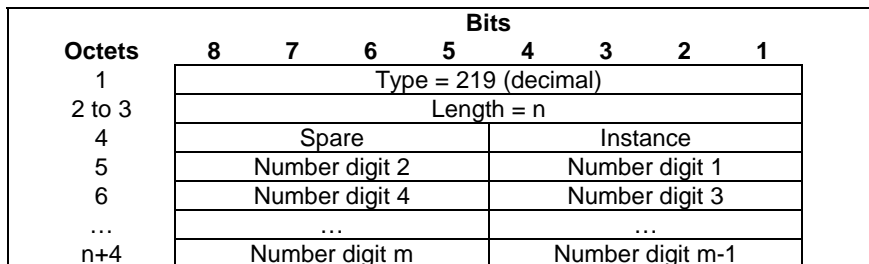 Bits
Octets 8 7 6 5 4 3 2 1
1 Type = 219 (decimal)
2 to 3 Length = n
4 Spare Instance
5 Number digit 2 Number digit 1
6 Number digit 4 Number digit 3
… … …
n+4 Number digit m Number digit m-1